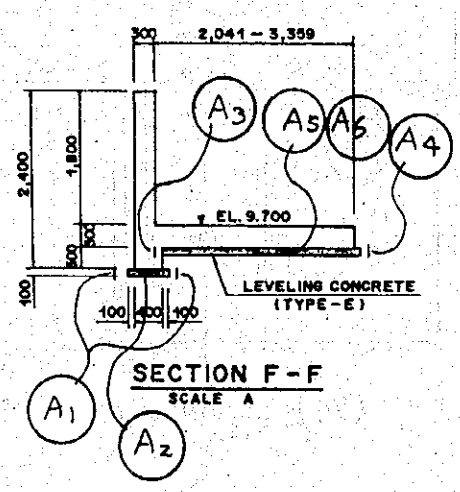 300 2,041 - 3,359
A3 A5 A6 A4
2,400 1,800
EL. 9.700
300
300
100
LEVELING CONCRETE
(TYPE-E)
100 400 100
SECTION F-F
SCALE A
A1
A2